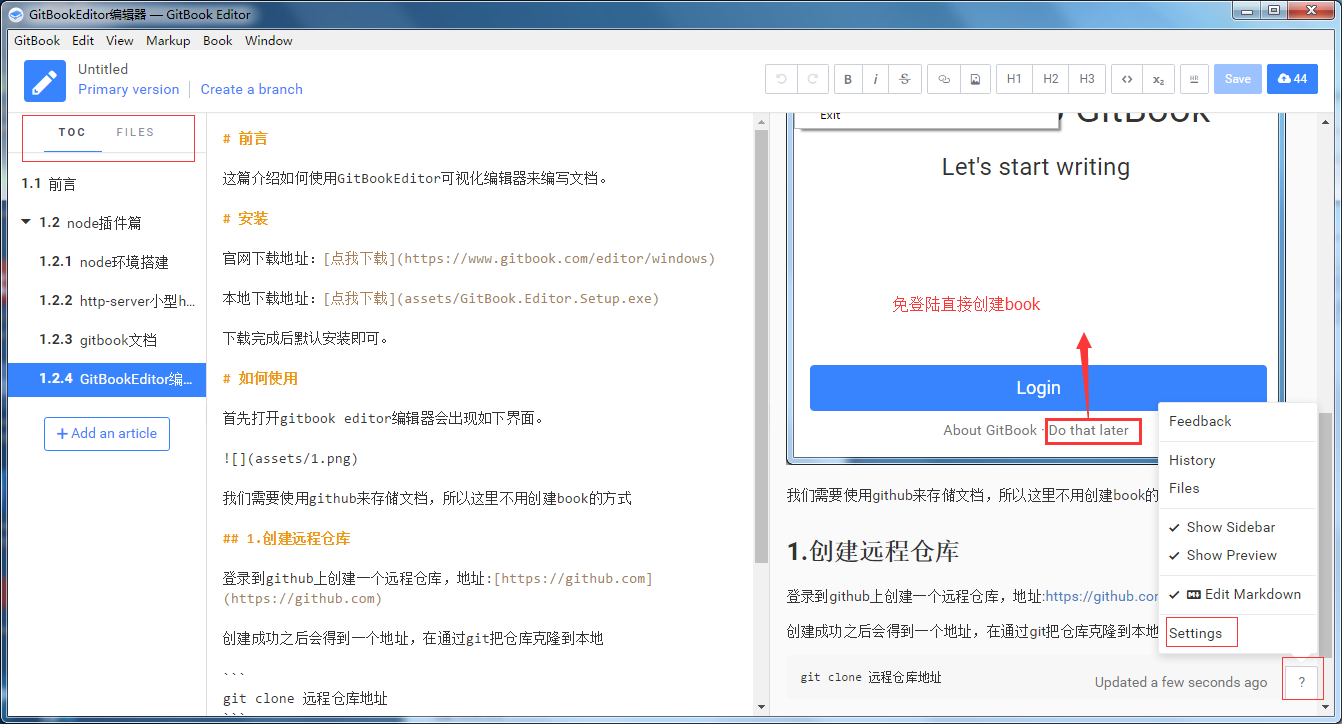 GitBookEditor编辑器 — GitBook Editor
GitBook Edit View Markup Book Window
Untitled
Primary version Create a branch
B i S H1 H2 H3 <> x₂ Save 44
TOC FILES
1.1 前言
1.2 node插件篇
1.2.1 node环境搭建
1.2.2 http-server小型h...
1.2.3 gitbook文档
1.2.4 GitBookEditor编...
+ Add an article
# 前言
这篇介绍如何使用GitBookEditor可视化编辑器来编写文档。
# 安装
官网下载地址：[点我下载](https://www.gitbook.com/editor/windows)
本地下载地址：[点我下载](assets/GitBook.Editor.Setup.exe)
下载完成后默认安装即可。
# 如何使用
首先打开gitbook editor编辑器会出现如下界面。
![](assets/1.png)
我们需要使用github来存储文档，所以这里不用创建book的方式
## 1.创建远程仓库
登录到github上创建一个远程仓库，地址:[https://github.com]
(https://github.com)
创建成功之后会得到一个地址，在通过git把仓库克隆到本地
```
git clone 远程仓库地址
```
Exit
GitBook
Let's start writing
免登陆直接创建book
Login
About GitBook · Do that later
我们需要使用github来存储文档，所以这里不用创建book的
1.创建远程仓库
登录到github上创建一个远程仓库，地址:https://github.cor
创建成功之后会得到一个地址，在通过git把仓库克隆到本地
git clone 远程仓库地址
Feedback
History
Files
Show Sidebar
Show Preview
Edit Markdown
Settings
Updated a few seconds ago ?